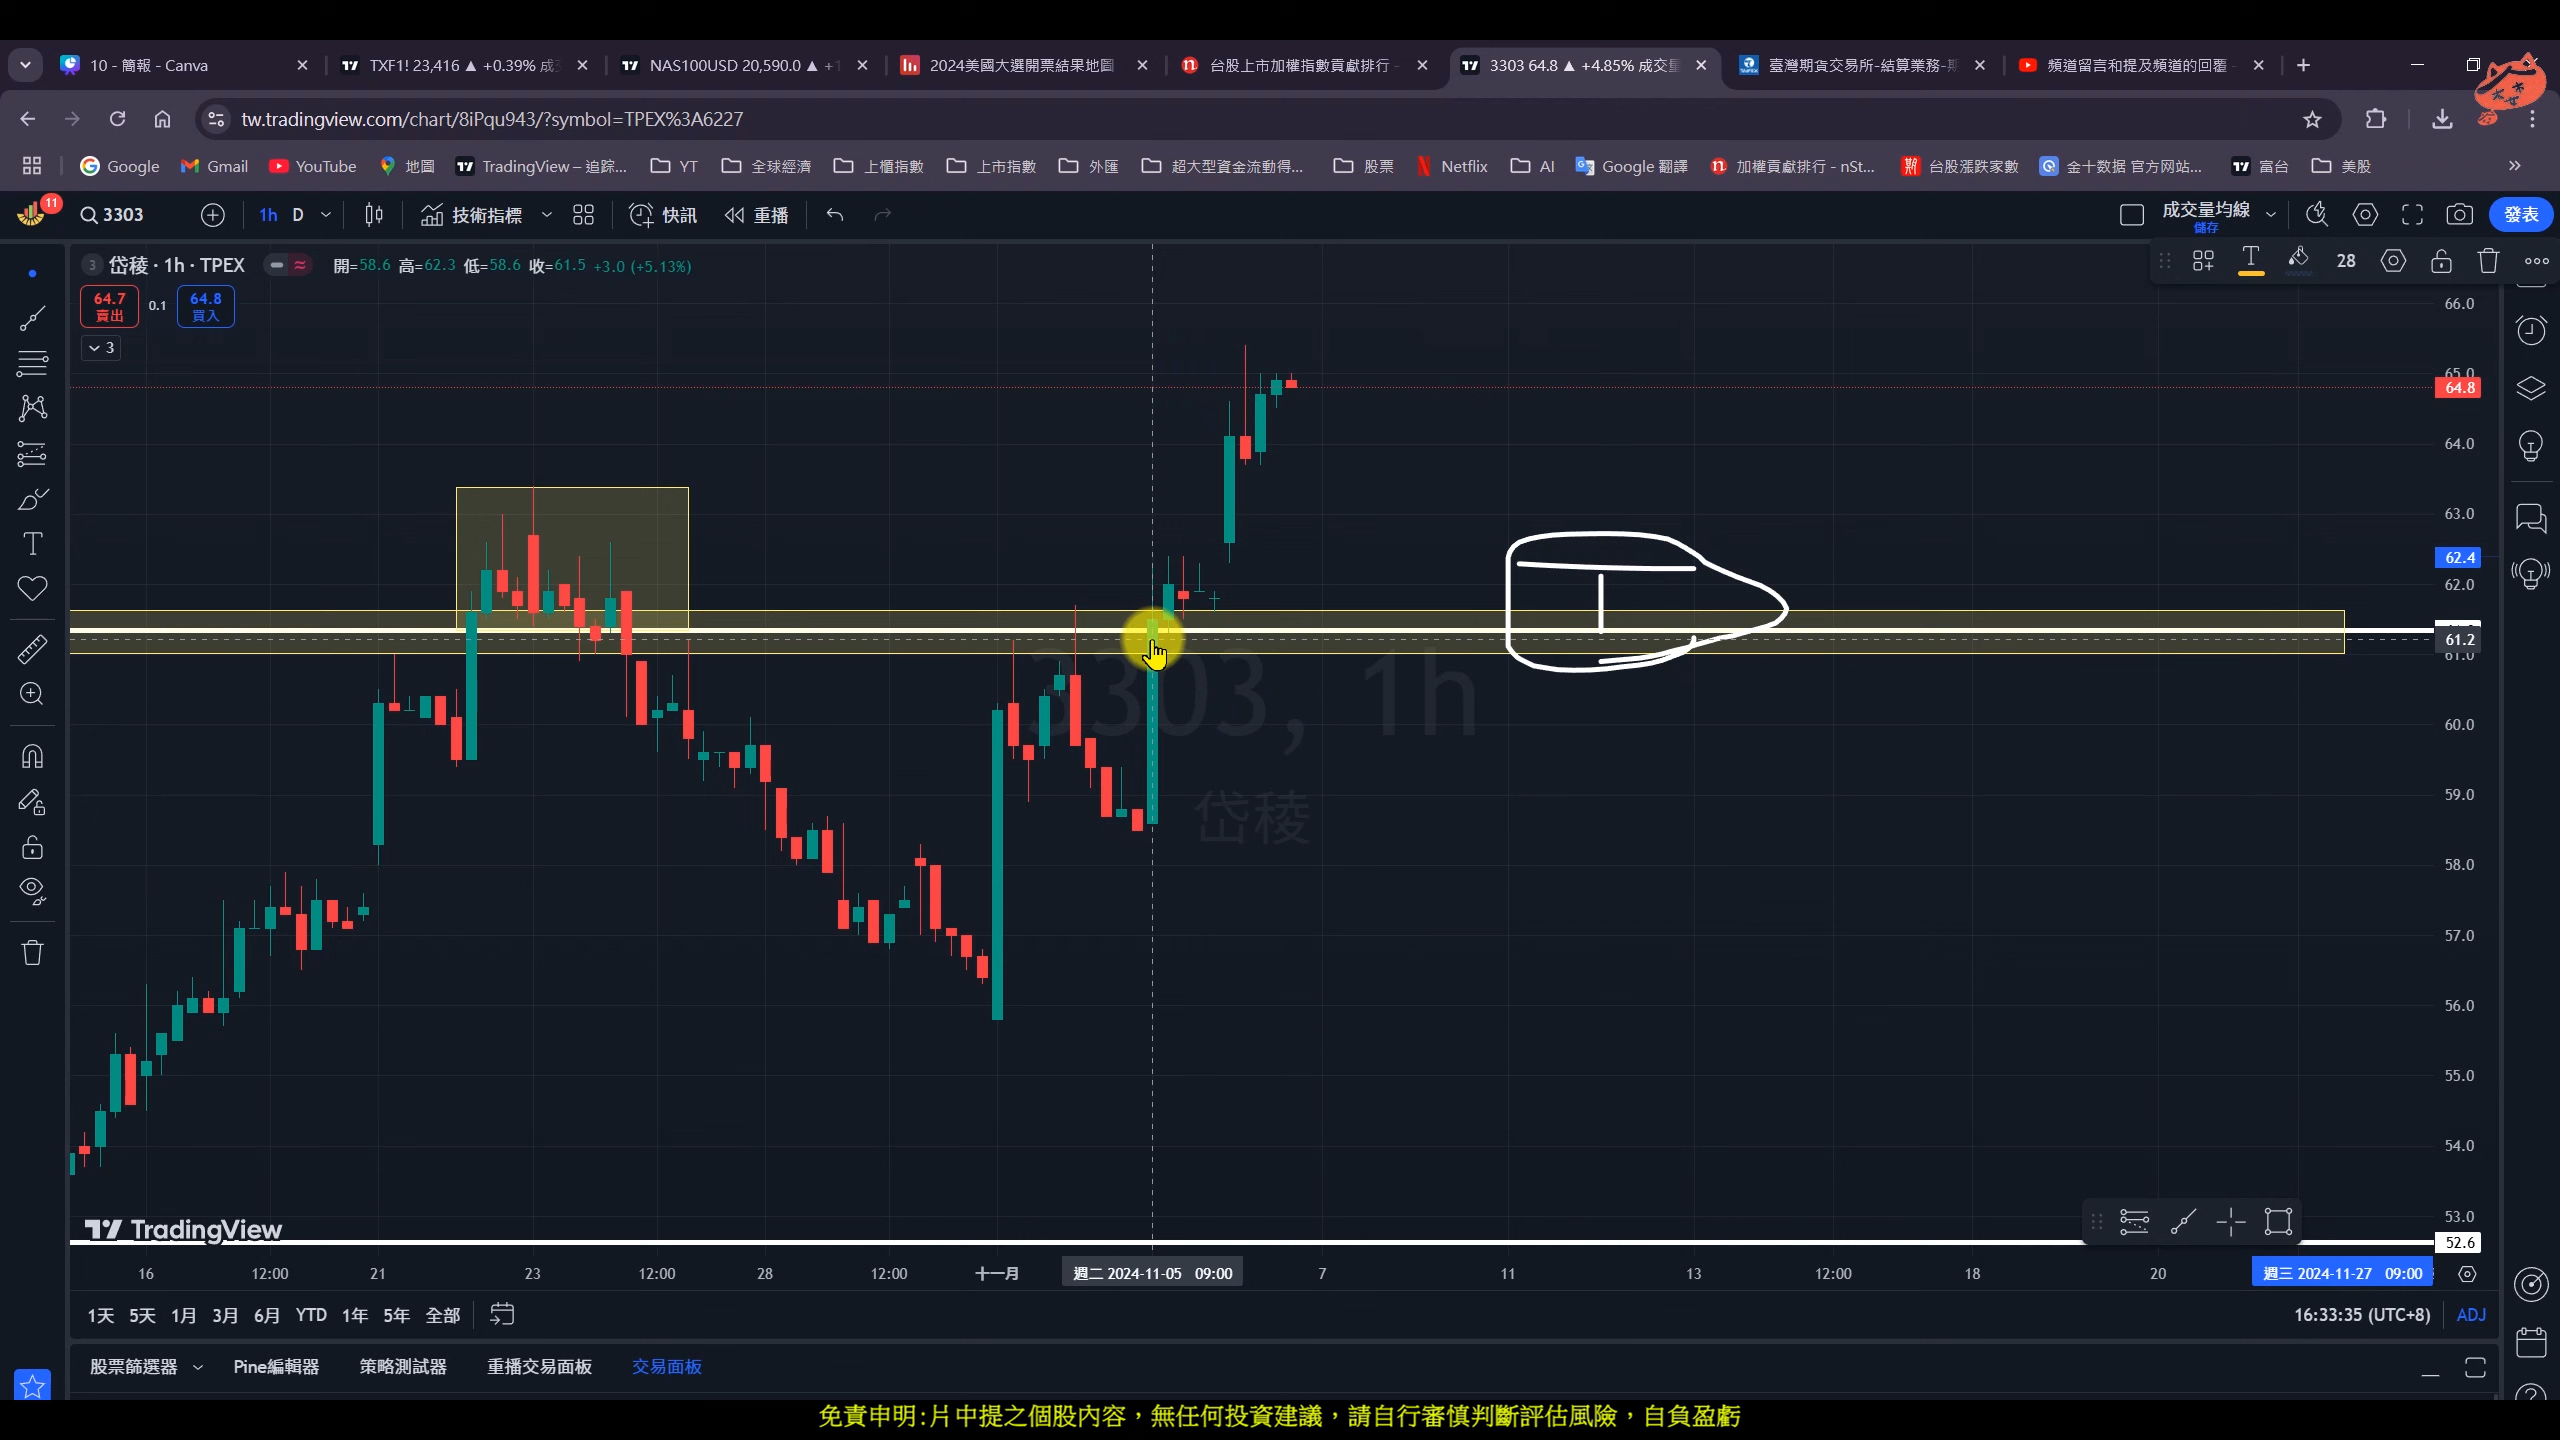 10 - 簡報 - Canva
TXF1! 23,416 ▲ +0.39% 成交
NAS100USD 20,590.0 ▲ +1
2024美國大選開票結果地圖
台股上市加權指數貢獻排行 -
3303 64.8 ▲ +4.85% 成交量
臺灣期貨交易所-結算業務-期
頻道留言和提及頻道的回覆
tw.tradingview.com/chart/8iPqu943/?symbol=TPEX%3A6227
Google
Gmail
YouTube
地圖
TradingView – 追踪...
YT
全球經濟
上櫃指數
上市指數
外匯
超大型資金流動得...
股票
Netflix
AI
Google 翻譯
加權貢獻排行 - nSt...
台股漲跌家數
金十数据 官方网站...
富台
美股
»
11
3303
1h D
技術指標
快訊
重播
成交量均線
儲存
發表
3 岱稜 · 1h · TPEX
開=58.6 高=62.3 低=58.6 收=61.5 +3.0 (+5.13%)
28
64.7
賣出
0.1
64.8
買入
3
66.0
65.0
64.8
64.0
63.0
62.4
62.0
61.2
61.0
60.0
59.0
58.0
57.0
56.0
55.0
54.0
53.0
52.6
3303, 1h
岱稜
TradingView
16 12:00 21 23 12:00 28 12:00 十一月 週二 2024-11-05 09:00 7 11 13 12:00 18 20 週三 2024-11-27 09:00
1天 5天 1月 3月 6月 YTD 1年 5年 全部
16:33:35 (UTC+8) ADJ
股票篩選器 Pine編輯器 策略測試器 重播交易面板 交易面板
免責申明:片中提之個股內容，無任何投資建議，請自行審慎判斷評估風險，自負盈虧